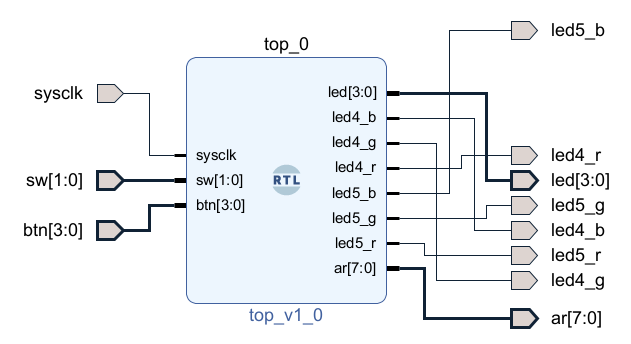 top_0
sysclk
sw[1:0]
btn[3:0]
sysclk
sw[1:0]
btn[3:0]
RTL
led[3:0]
led4_b
led4_g
led4_r
led5_b
led5_g
led5_r
ar[7:0]
top_v1_0
led5_b
led4_r
led[3:0]
led5_g
led4_b
led5_r
led4_g
ar[7:0]